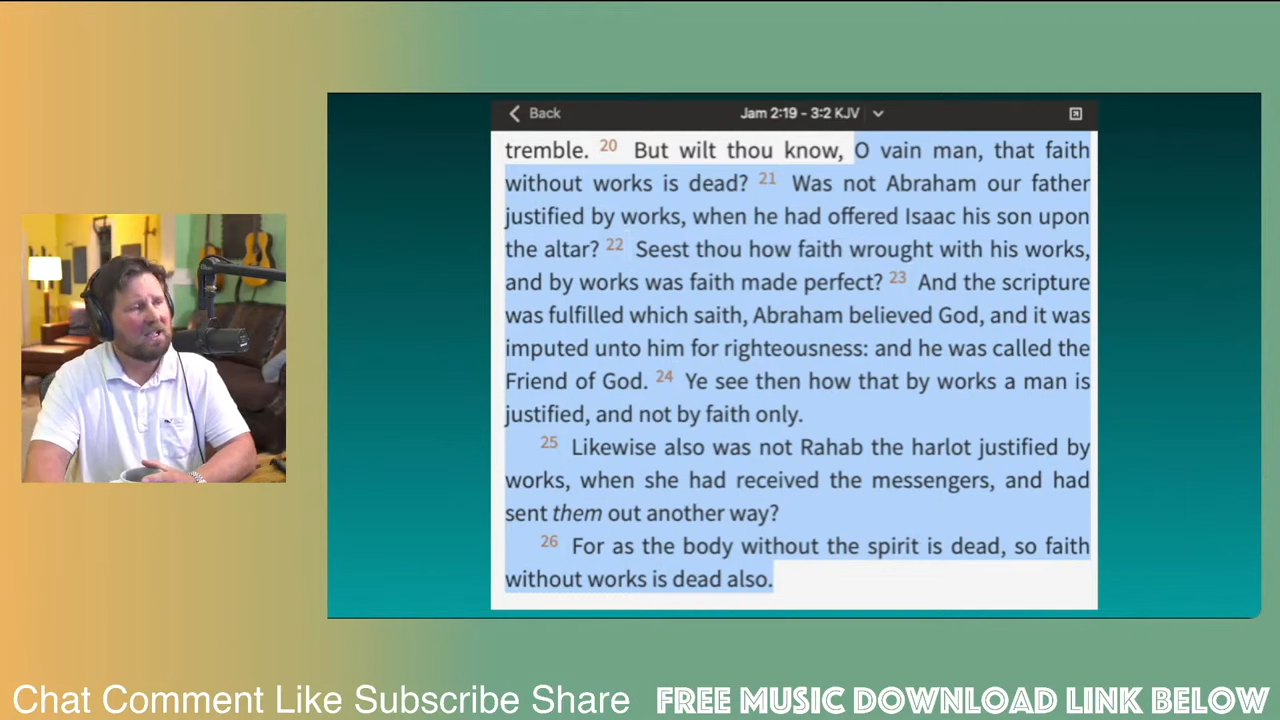 Back
Jam 2:19 - 3:2 KJV
tremble. 20 But wilt thou know, O vain man, that faith
without works is dead? 21 Was not Abraham our father
justified by works, when he had offered Isaac his son upon
the altar? 22 Seest thou how faith wrought with his works,
and by works was faith made perfect? 23 And the scripture
was fulfilled which saith, Abraham believed God, and it was
imputed unto him for righteousness: and he was called the
Friend of God. 24 Ye see then how that by works a man is
justified, and not by faith only.
25 Likewise also was not Rahab the harlot justified by
works, when she had received the messengers, and had
sent them out another way?
26 For as the body without the spirit is dead, so faith
without works is dead also.
Chat Comment Like Subscribe Share
FREE MUSIC DOWNLOAD LINK BELOW